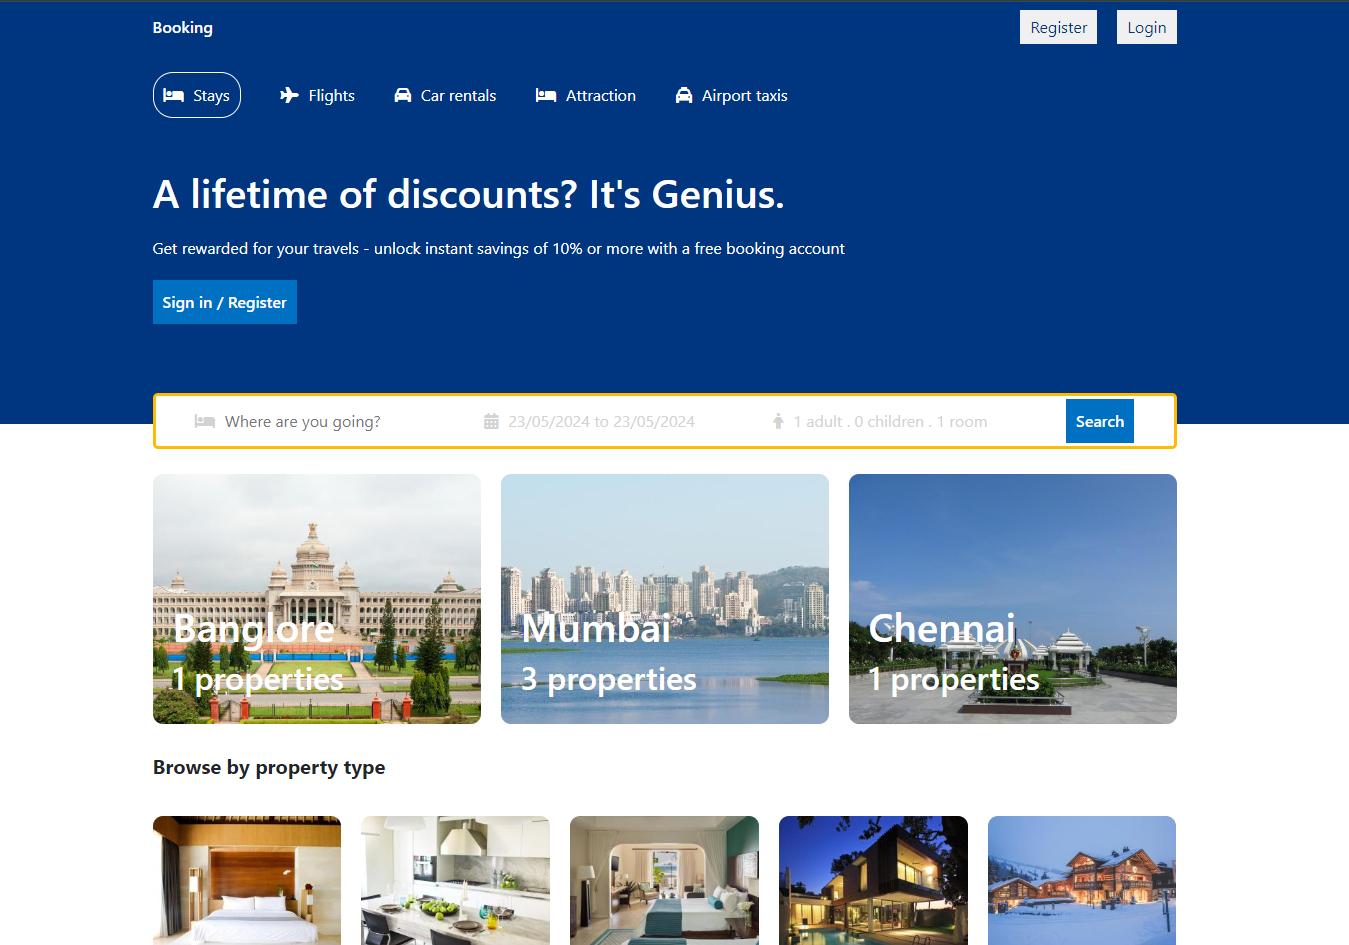 Booking
Register
Login
Stays
Flights
Car rentals
Attraction
Airport taxis
A lifetime of discounts? It's Genius.
Get rewarded for your travels - unlock instant savings of 10% or more with a free booking account
Sign in / Register
Where are you going?
23/05/2024 to 23/05/2024
1 adult . 0 children . 1 room
Search
Banglore
1 properties
Mumbai
3 properties
Chennai
1 properties
Browse by property type